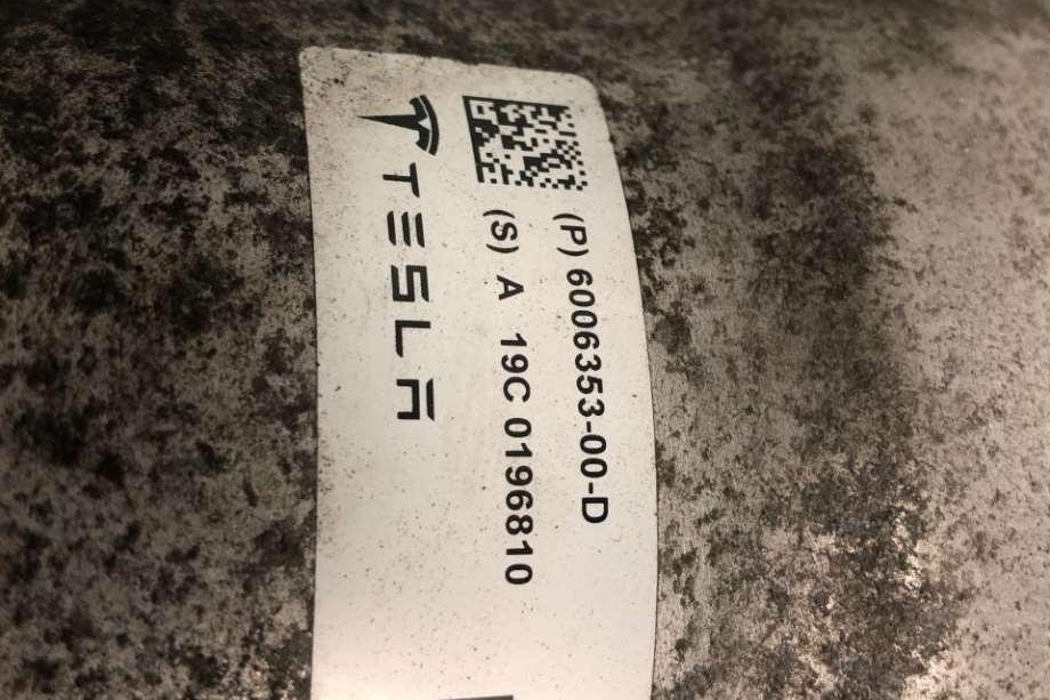 (P) 6006353-00-D
(S) A 19C 0196810
TESLA